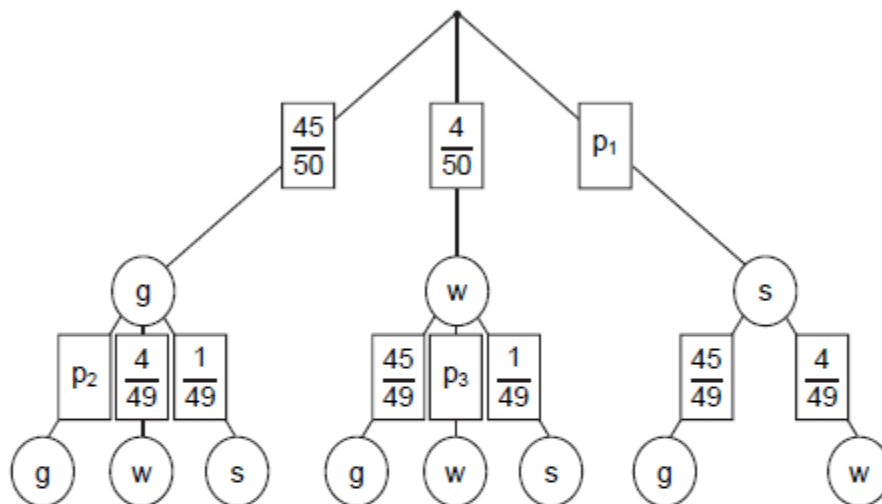 45/50 4/50 p₁
g w s
p₂ 4/49 1/49 45/49 p₃ 1/49 45/49 4/49
g w s g w s g w